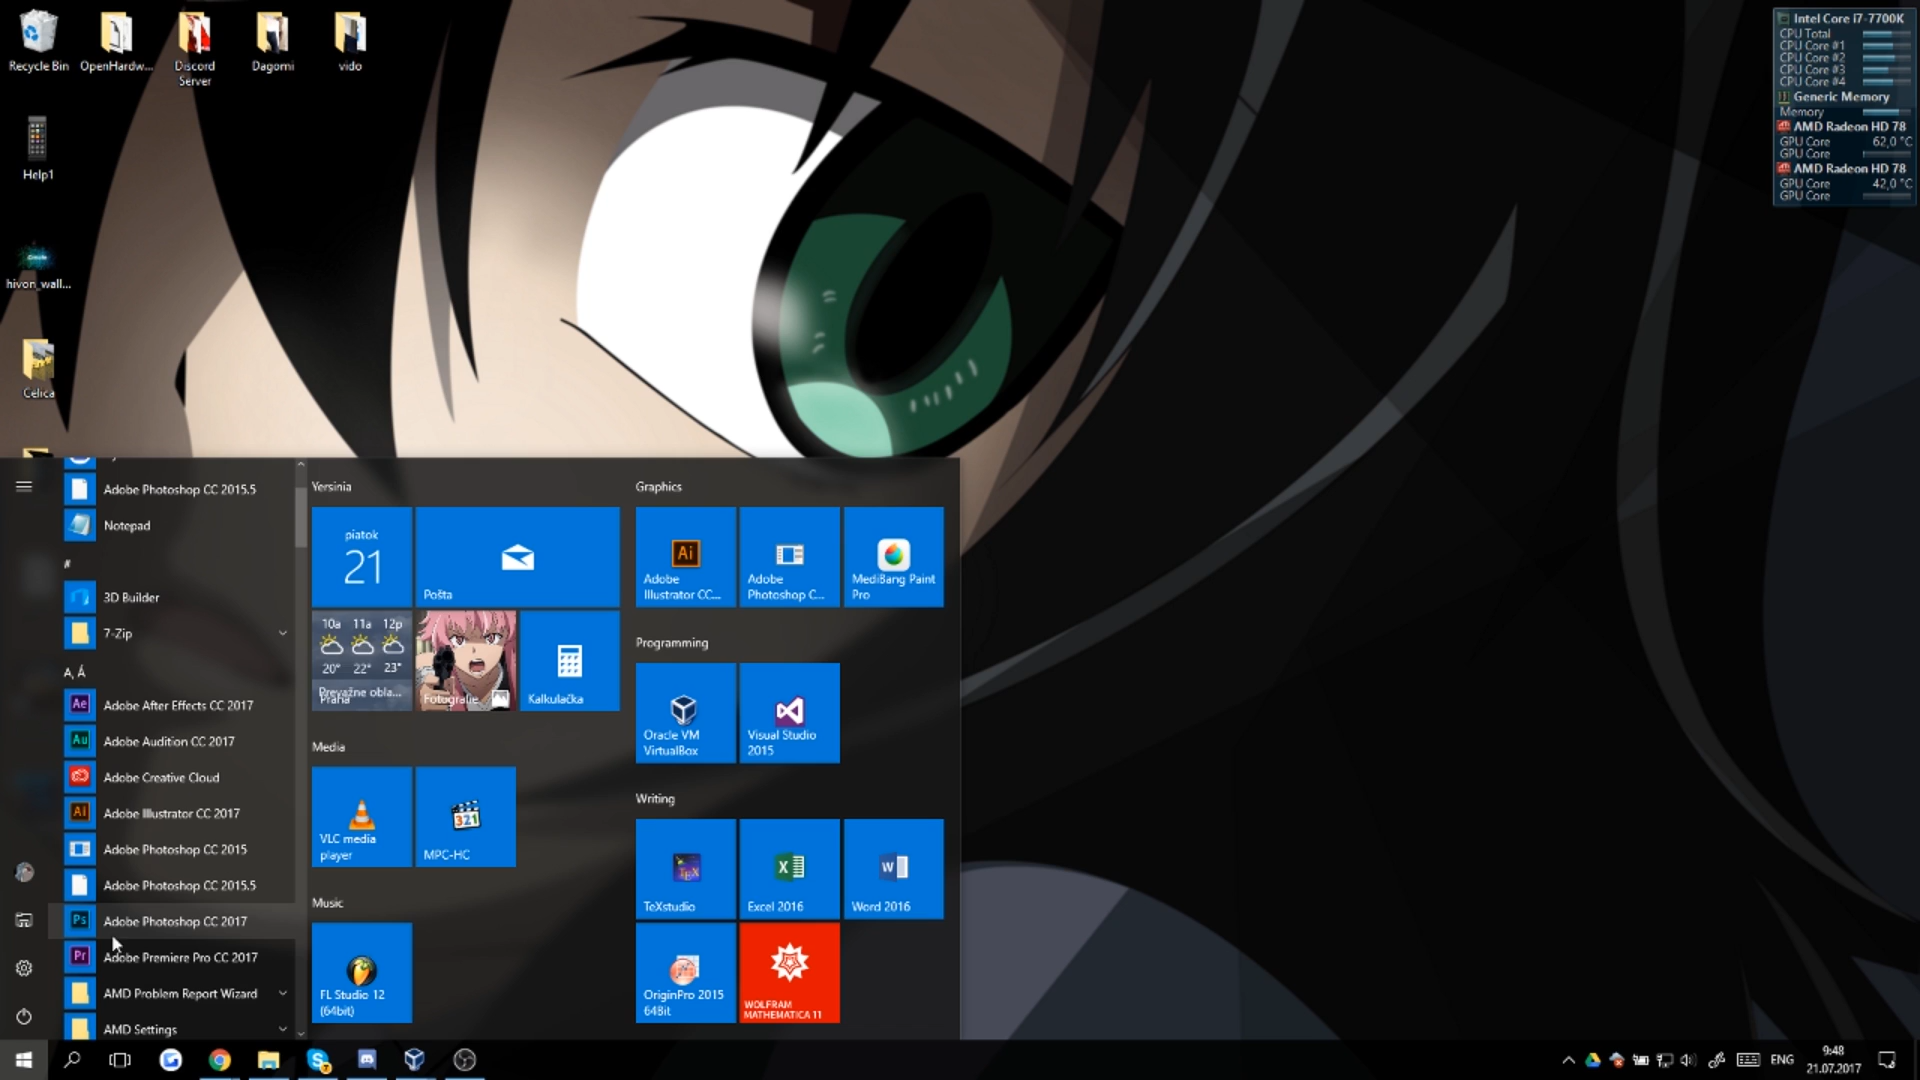 Recycle Bin
OpenHardw...
Discord
Server
Dagorni
vido
Help1
hivon_wall...
Celica
Intel Core i7-7700K
CPU Total
CPU Core #1
CPU Core #2
CPU Core #3
CPU Core #4
Generic Memory
Memory
AMD Radeon HD 78
GPU Core 62,0 °C
GPU Core
AMD Radeon HD 78
GPU Core 42,0 °C
GPU Core
Adobe Photoshop CC 2015.5
Notepad
#
3D Builder
7-Zip
A, Á
Adobe After Effects CC 2017
Adobe Audition CC 2017
Adobe Creative Cloud
Adobe Illustrator CC 2017
Adobe Photoshop CC 2015
Adobe Photoshop CC 2015.5
Adobe Photoshop CC 2017
Adobe Premiere Pro CC 2017
AMD Problem Report Wizard
AMD Settings
Yersinia
piatok
21
Pošta
10a 11a 12p
20° 22° 23°
Prevažne obla...
Praha
Fotografie
Kalkulačka
Media
VLC media
player
MPC-HC
Music
FL Studio 12
(64bit)
Graphics
Adobe
Illustrator CC...
Adobe
Photoshop C...
MediBang Paint
Pro
Programming
Oracle VM
VirtualBox
Visual Studio
2015
Writing
TeXstudio
Excel 2016
Word 2016
OriginPro 2015
64Bit
WOLFRAM
MATHEMATICA 11
ENG
9:48
21.07.2017